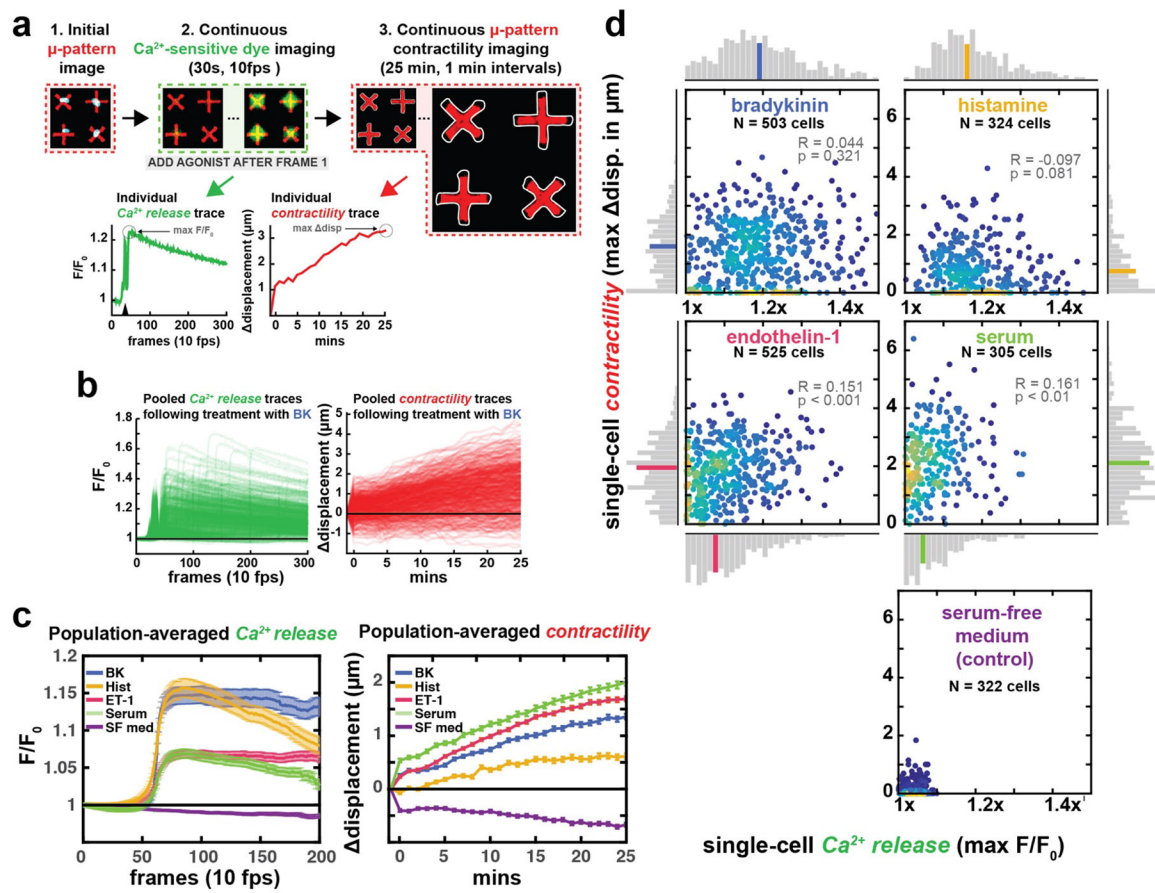 a
1. Initial
μ-pattern
image
2. Continuous
Ca²⁺-sensitive dye imaging
(30s, 10fps )
3. Continuous μ-pattern
contractility imaging
(25 min, 1 min intervals)
ADD AGONIST AFTER FRAME 1
Individual
Ca²⁺ release trace
max F/F₀
1.2
1.1
1
F/F₀
0 100 200 300
frames (10 fps)
Individual
contractility trace
max Δdisp
3
2
1
0
Δdisplacement (μm)
0 5 10 15 20 25
mins
b
Pooled Ca²⁺ release traces
following treatment with BK
1.8
1.6
1.4
1.2
1
F/F₀
0 100 200 300
frames (10 fps)
Pooled contractility traces
following treatment with BK
5
4
3
2
1
0
-1
Δdisplacement (μm)
0 5 10 15 20 25
mins
c
Population-averaged Ca²⁺ release
1.2
1.15
1.1
1.05
1
F/F₀
BK
Hist
ET-1
Serum
SF med
0 50 100 150 200
frames (10 fps)
Population-averaged contractility
2
1
0
Δdisplacement (μm)
BK
Hist
ET-1
Serum
SF med
0 5 10 15 20 25
mins
d
single-cell contractility (max Δdisp. in μm)
bradykinin
N = 503 cells
R = 0.044
p = 0.321
6
4
2
0
1x 1.2x 1.4x
histamine
N = 324 cells
R = -0.097
p = 0.081
1x 1.2x 1.4x
endothelin-1
N = 525 cells
R = 0.151
p < 0.001
6
4
2
0
serum
N = 305 cells
R = 0.161
p < 0.01
6
4
2
0
serum-free
medium
(control)
N = 322 cells
6
4
2
0
1x 1.2x 1.4x
single-cell Ca²⁺ release (max F/F₀)